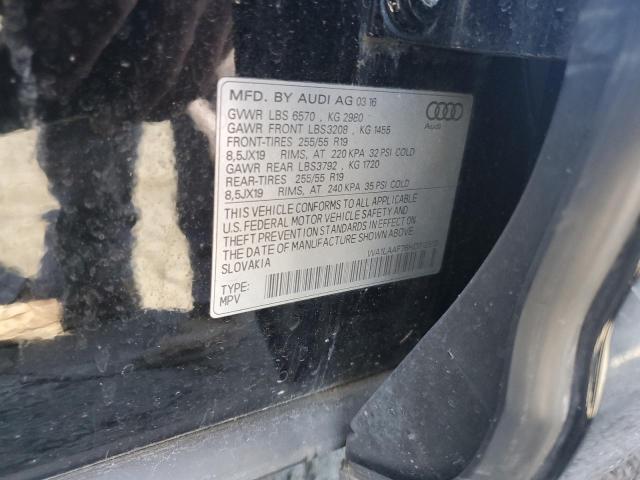 MFD. BY AUDI AG 03 16
GVWR LBS 6570 , KG 2980
GAWR FRONT LBS3208 , KG 1455
FRONT-TIRES 255/55 R19
8,5JX19 RIMS, AT 220 KPA 32 PSI COLD
GAWR REAR LBS3792 , KG 1720
REAR-TIRES 255/55 R19
8,5JX19 RIMS, AT 240 KPA 35 PSI COLD
Audi
THIS VEHICLE CONFORMS TO ALL APPLICABLE
U.S. FEDERAL MOTOR VEHICLE SAFETY AND
THEFT PREVENTION STANDARDS IN EFFECT ON
THE DATE OF MANUFACTURE SHOWN ABOVE.
SLOVAKIA
TYPE:
MPV